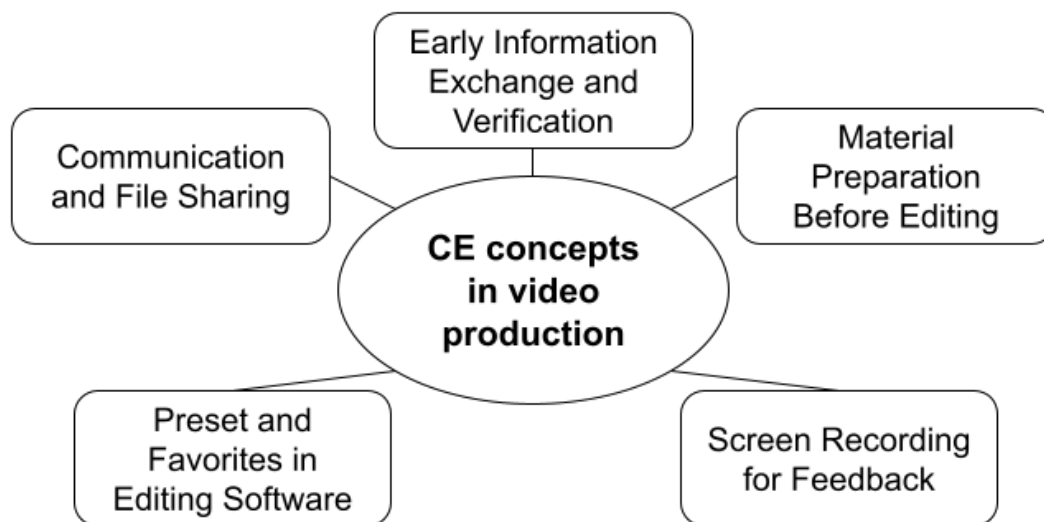 Early Information
Exchange and
Verification
Communication
and File Sharing
Material
Preparation
Before Editing
CE concepts
in video
production
Preset and
Favorites in
Editing Software
Screen Recording
for Feedback